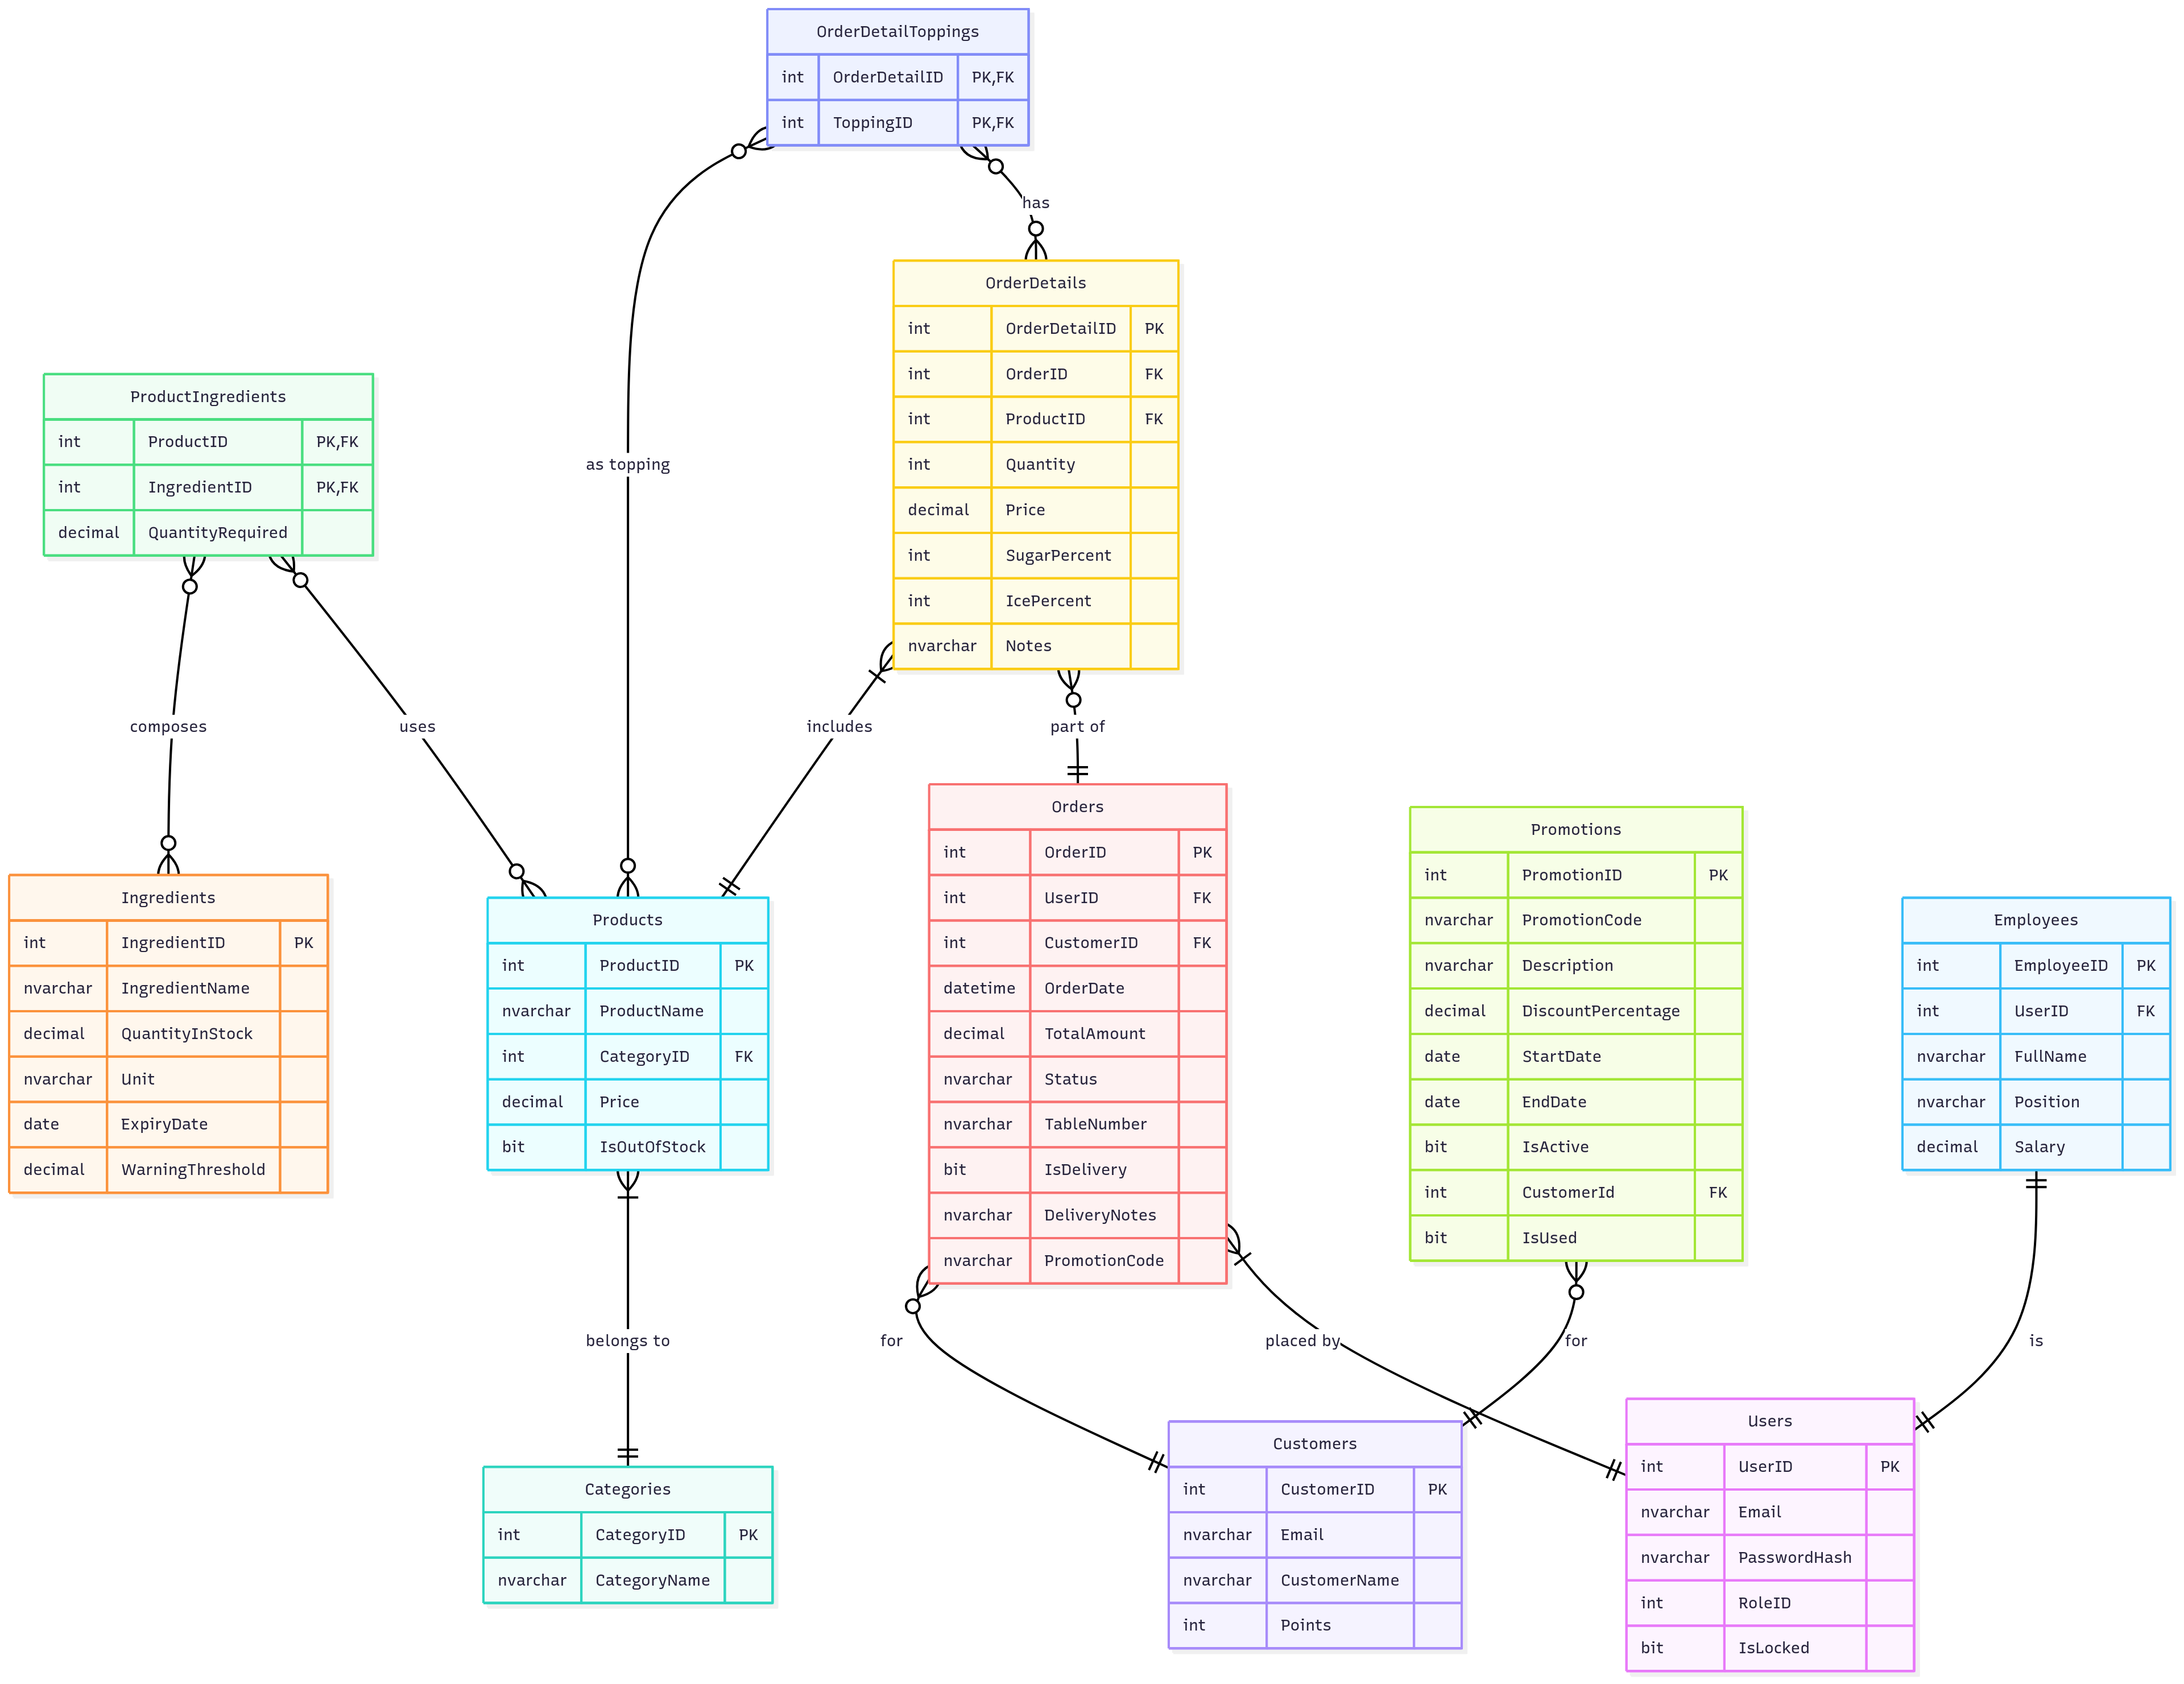 OrderDetailToppings
int OrderDetailID PK,FK
int ToppingID PK,FK
has
OrderDetails
int OrderDetailID PK
int OrderID FK
int ProductID FK
int Quantity
decimal Price
int SugarPercent
int IcePercent
nvarchar Notes
ProductIngredients
int ProductID PK,FK
int IngredientID PK,FK
decimal QuantityRequired
as topping
composes
uses
includes
part of
Ingredients
int IngredientID PK
nvarchar IngredientName
decimal QuantityInStock
nvarchar Unit
date ExpiryDate
decimal WarningThreshold
Products
int ProductID PK
nvarchar ProductName
int CategoryID FK
decimal Price
bit IsOutOfStock
Orders
int OrderID PK
int UserID FK
int CustomerID FK
datetime OrderDate
decimal TotalAmount
nvarchar Status
nvarchar TableNumber
bit IsDelivery
nvarchar DeliveryNotes
nvarchar PromotionCode
Promotions
int PromotionID PK
nvarchar PromotionCode
nvarchar Description
decimal DiscountPercentage
date StartDate
date EndDate
bit IsActive
int CustomerId FK
bit IsUsed
Employees
int EmployeeID PK
int UserID FK
nvarchar FullName
nvarchar Position
decimal Salary
belongs to
for
placed by
for
is
Categories
int CategoryID PK
nvarchar CategoryName
Customers
int CustomerID PK
nvarchar Email
nvarchar CustomerName
int Points
Users
int UserID PK
nvarchar Email
nvarchar PasswordHash
int RoleID
bit IsLocked